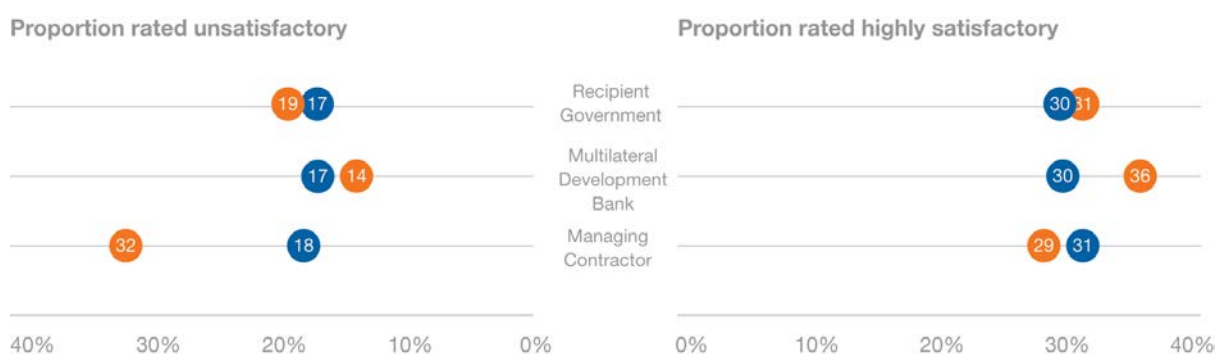 Proportion rated unsatisfactory
Proportion rated highly satisfactory
19 17
Recipient
Government
30 31
17 14
Multilateral
Development
Bank
30 36
32 18
Managing
Contractor
29 31
40% 30% 20% 10% 0%
0% 10% 20% 30% 40%